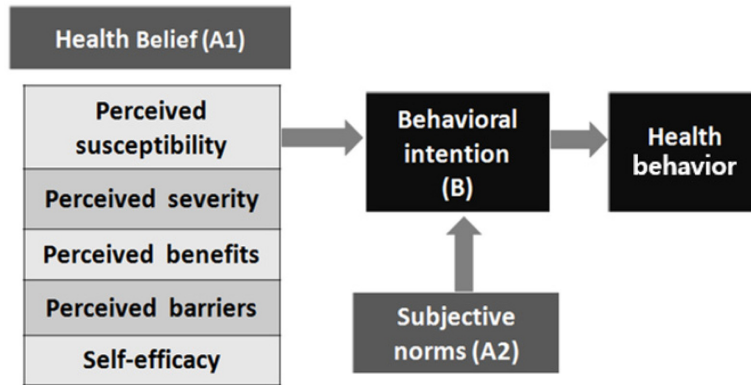 Health Belief (A1)
Perceived
susceptibility
Perceived severity
Perceived benefits
Perceived barriers
Self-efficacy
Behavioral
intention
(B)
Health
behavior
Subjective
norms (A2)